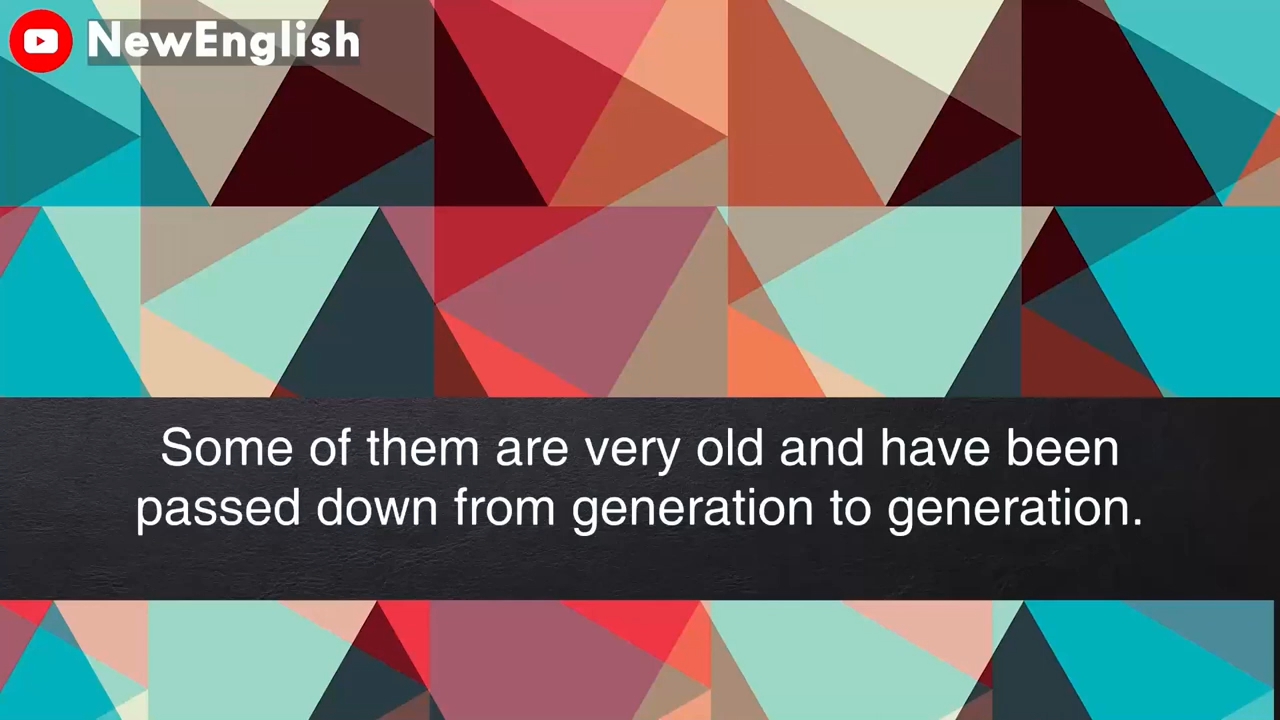 NewEnglish
Some of them are very old and have been
passed down from generation to generation.